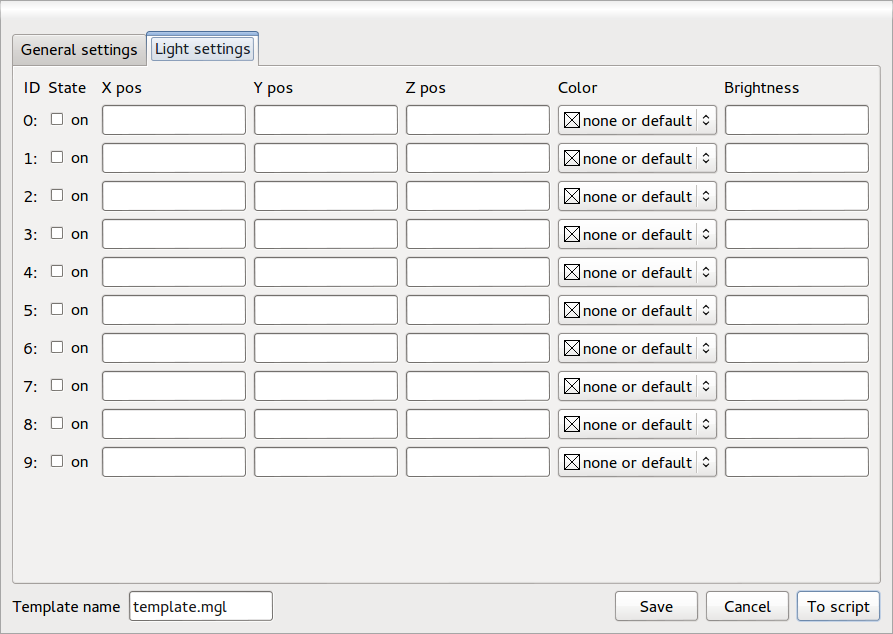 General settings Light settings
ID State X pos Y pos Z pos Color Brightness
0: on none or default
1: on none or default
2: on none or default
3: on none or default
4: on none or default
5: on none or default
6: on none or default
7: on none or default
8: on none or default
9: on none or default
Template name template.mgl Save Cancel To script